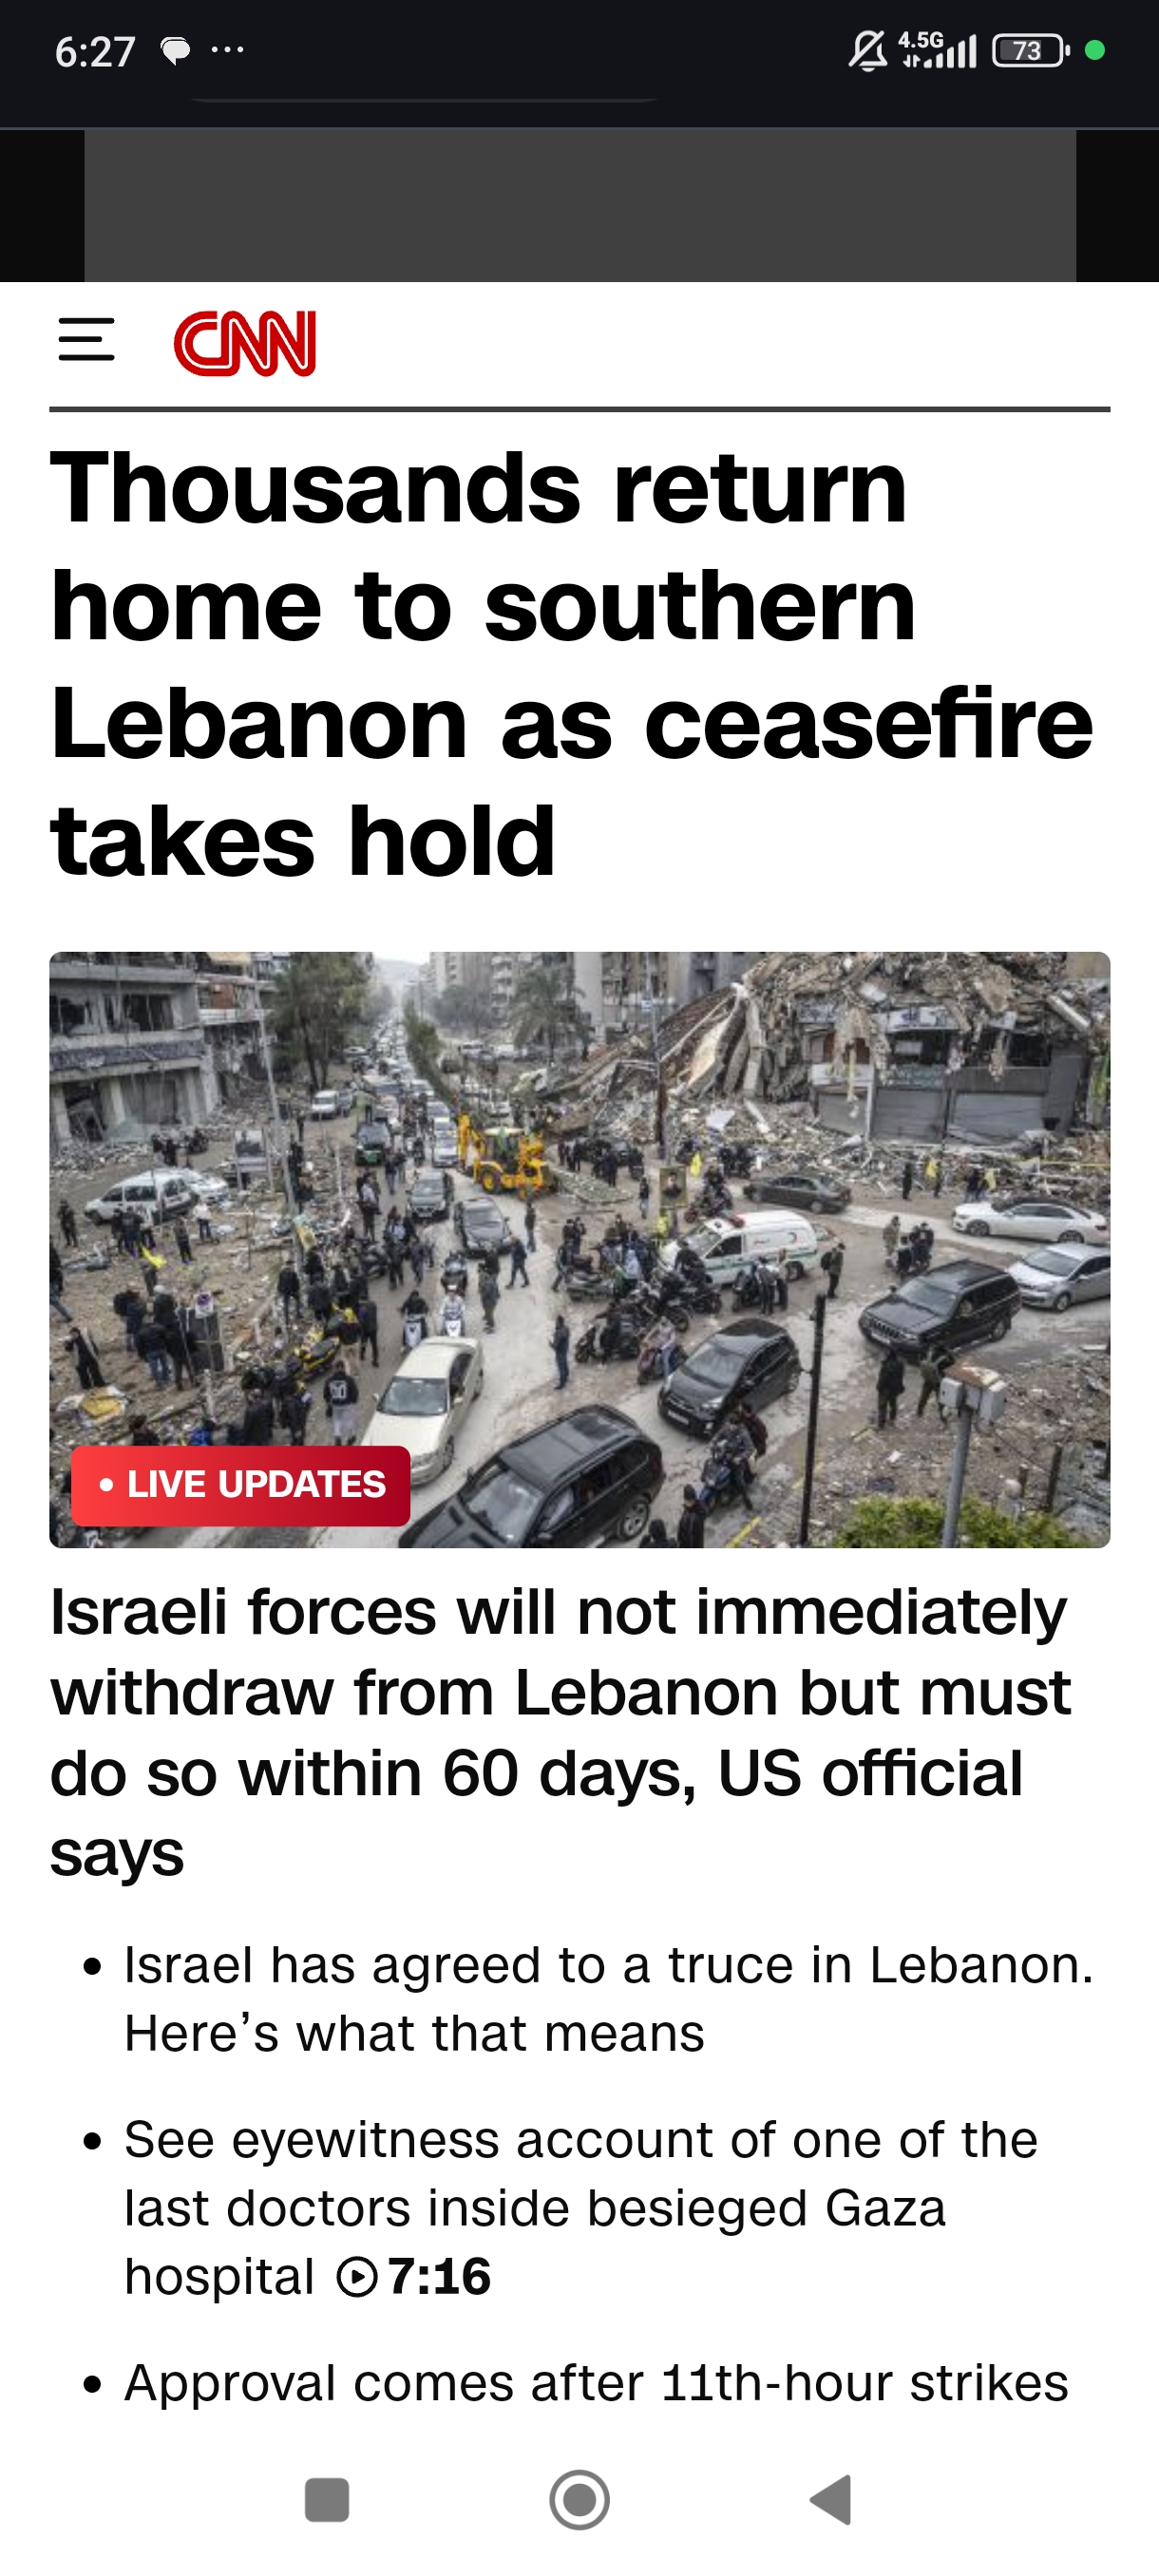 6:27
4.5G
73
CNN
Thousands return
home to southern
Lebanon as ceasefire
takes hold
• LIVE UPDATES
Israeli forces will not immediately
withdraw from Lebanon but must
do so within 60 days, US official
says
• Israel has agreed to a truce in Lebanon.
Here’s what that means
• See eyewitness account of one of the
last doctors inside besieged Gaza
hospital 7:16
• Approval comes after 11th-hour strikes